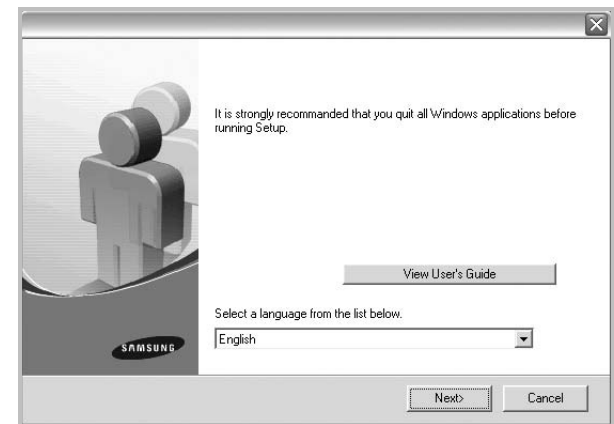 It is strongly recommanded that you quit all Windows applications before
running Setup.
View User's Guide
Select a language from the list below.
English
SAMSUNG
Next>
Cancel